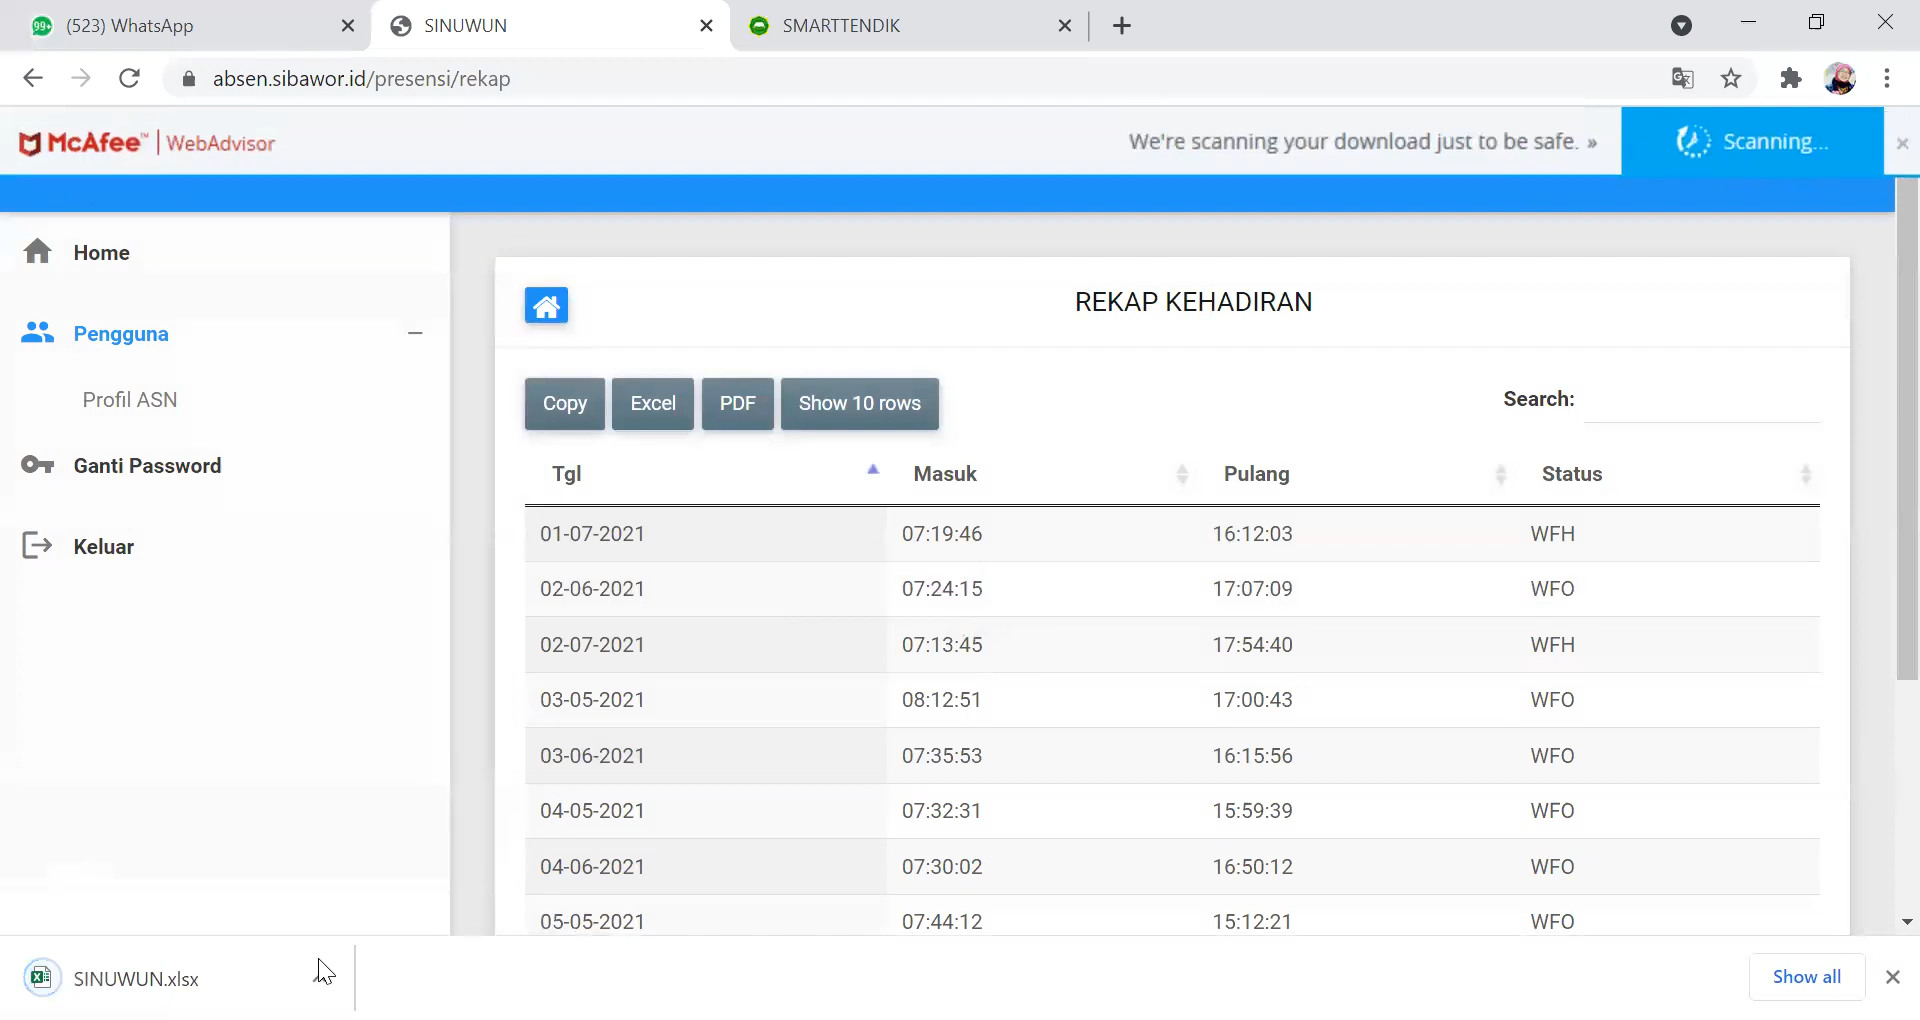 99+ (523) WhatsApp
SINUWUN
SMARTTENDIK
absen.sibawor.id/presensi/rekap
McAfee™ | WebAdvisor
We're scanning your download just to be safe. »
Scanning...
Home
Pengguna
Profil ASN
Ganti Password
Keluar
REKAP KEHADIRAN
Copy Excel PDF Show 10 rows
Search:
Tgl Masuk Pulang Status
01-07-2021 07:19:46 16:12:03 WFH
02-06-2021 07:24:15 17:07:09 WFO
02-07-2021 07:13:45 17:54:40 WFH
03-05-2021 08:12:51 17:00:43 WFO
03-06-2021 07:35:53 16:15:56 WFO
04-05-2021 07:32:31 15:59:39 WFO
04-06-2021 07:30:02 16:50:12 WFO
05-05-2021 07:44:12 15:12:21 WFO
SINUWUN.xlsx
Show all